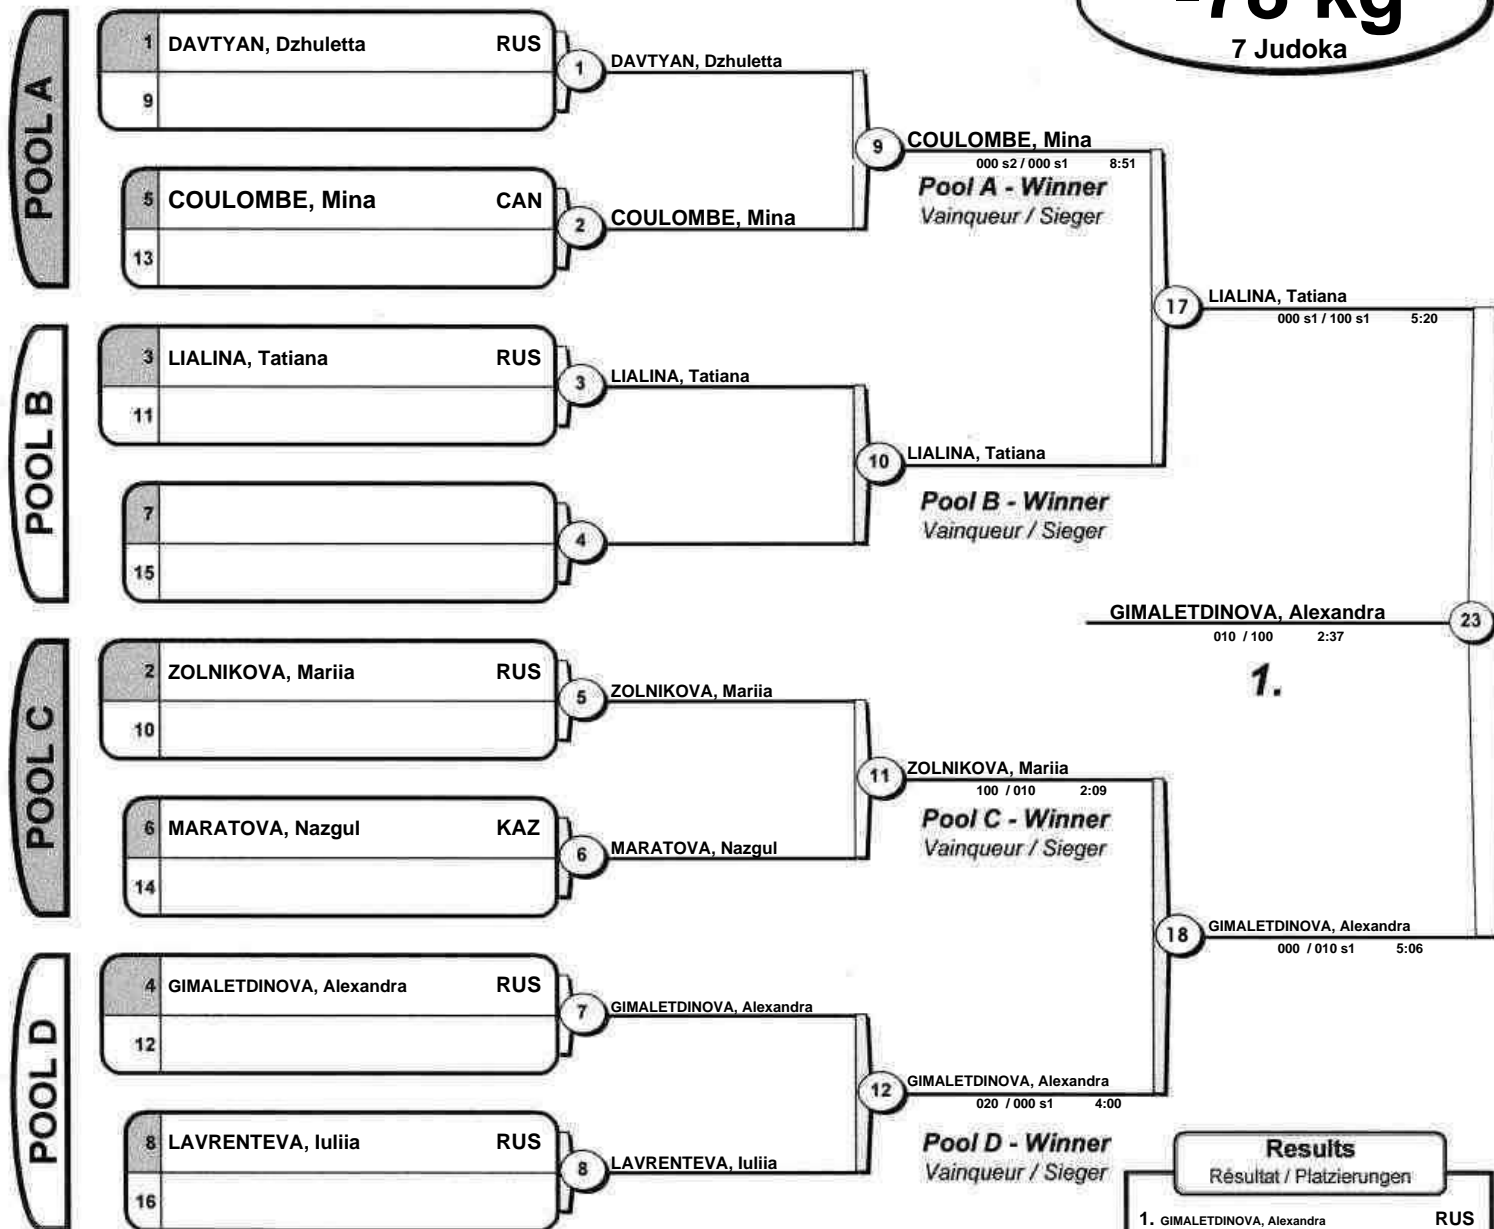 -78 kg
7 Judoka
POOL A
1 DAVTYAN, Dzhuletta RUS
9
1 DAVTYAN, Dzhuletta
5 COULOMBE, Mina CAN
13
2 COULOMBE, Mina
9 COULOMBE, Mina
000 s2 / 000 s1 8:51
Pool A - Winner
Vainqueur / Sieger
POOL B
3 LIALINA, Tatiana RUS
11
3 LIALINA, Tatiana
7
15
4
10 LIALINA, Tatiana
Pool B - Winner
Vainqueur / Sieger
17 LIALINA, Tatiana
000 s1 / 100 s1 5:20
POOL C
2 ZOLNIKOVA, Mariia RUS
10
5 ZOLNIKOVA, Mariia
6 MARATOVA, Nazgul KAZ
14
6 MARATOVA, Nazgul
11 ZOLNIKOVA, Mariia
100 / 010 2:09
Pool C - Winner
Vainqueur / Sieger
POOL D
4 GIMALETDINOVA, Alexandra RUS
12
7 GIMALETDINOVA, Alexandra
8 LAVRENTEVA, Iuliia RUS
16
8 LAVRENTEVA, Iuliia
12 GIMALETDINOVA, Alexandra
020 / 000 s1 4:00
Pool D - Winner
Vainqueur / Sieger
18 GIMALETDINOVA, Alexandra
000 / 010 s1 5:06
GIMALETDINOVA, Alexandra 23
010 / 100 2:37
1.
Results
Résultat / Platzierungen
1. GIMALETDINOVA, Alexandra RUS